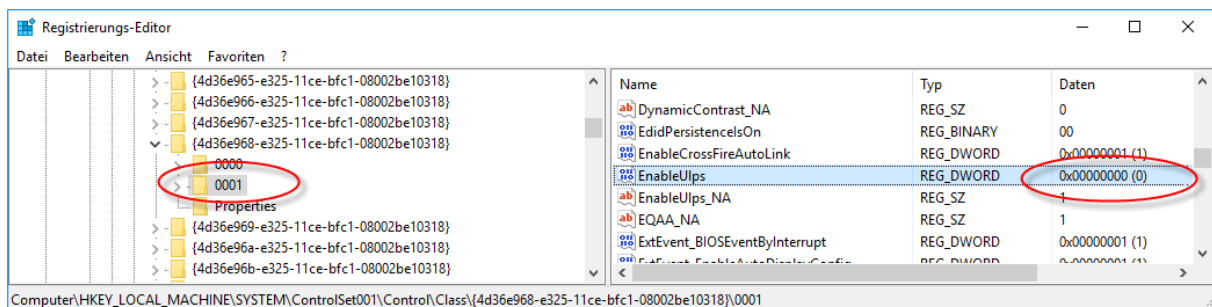 Registrierungs-Editor
Datei Bearbeiten Ansicht Favoriten ?
{4d36e965-e325-11ce-bfc1-08002be10318}
{4d36e966-e325-11ce-bfc1-08002be10318}
{4d36e967-e325-11ce-bfc1-08002be10318}
{4d36e968-e325-11ce-bfc1-08002be10318}
0000
0001
Properties
{4d36e969-e325-11ce-bfc1-08002be10318}
{4d36e96a-e325-11ce-bfc1-08002be10318}
{4d36e96b-e325-11ce-bfc1-08002be10318}
Name Typ Daten
DynamicContrast_NA REG_SZ 0
EdidPersistenceIsOn REG_BINARY 00
EnableCrossFireAutoLink REG_DWORD 0x00000001 (1)
EnableUlps REG_DWORD 0x00000000 (0)
EnableUlps_NA REG_SZ 1
EQAA_NA REG_SZ 1
ExtEvent_BIOSEventByInterrupt REG_DWORD 0x00000001 (1)
ExtEvent_EnableAutoDisplayConfig REG_DWORD 0x00000001 (1)
Computer\HKEY_LOCAL_MACHINE\SYSTEM\ControlSet001\Control\Class\{4d36e968-e325-11ce-bfc1-08002be10318}\0001